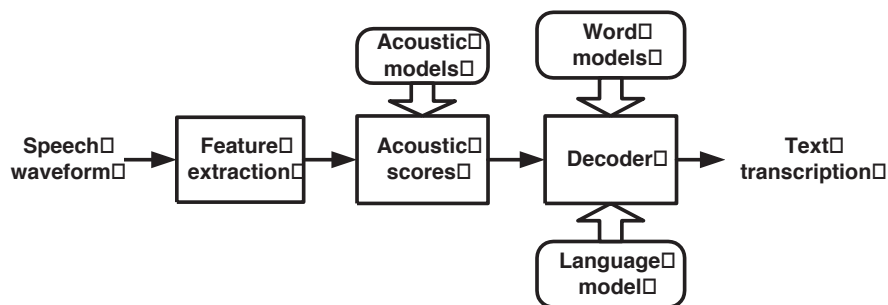 Acoustic
models
Word
models
Speech
waveform
Feature
extraction
Acoustic
scores
Decoder
Text
transcription
Language
model